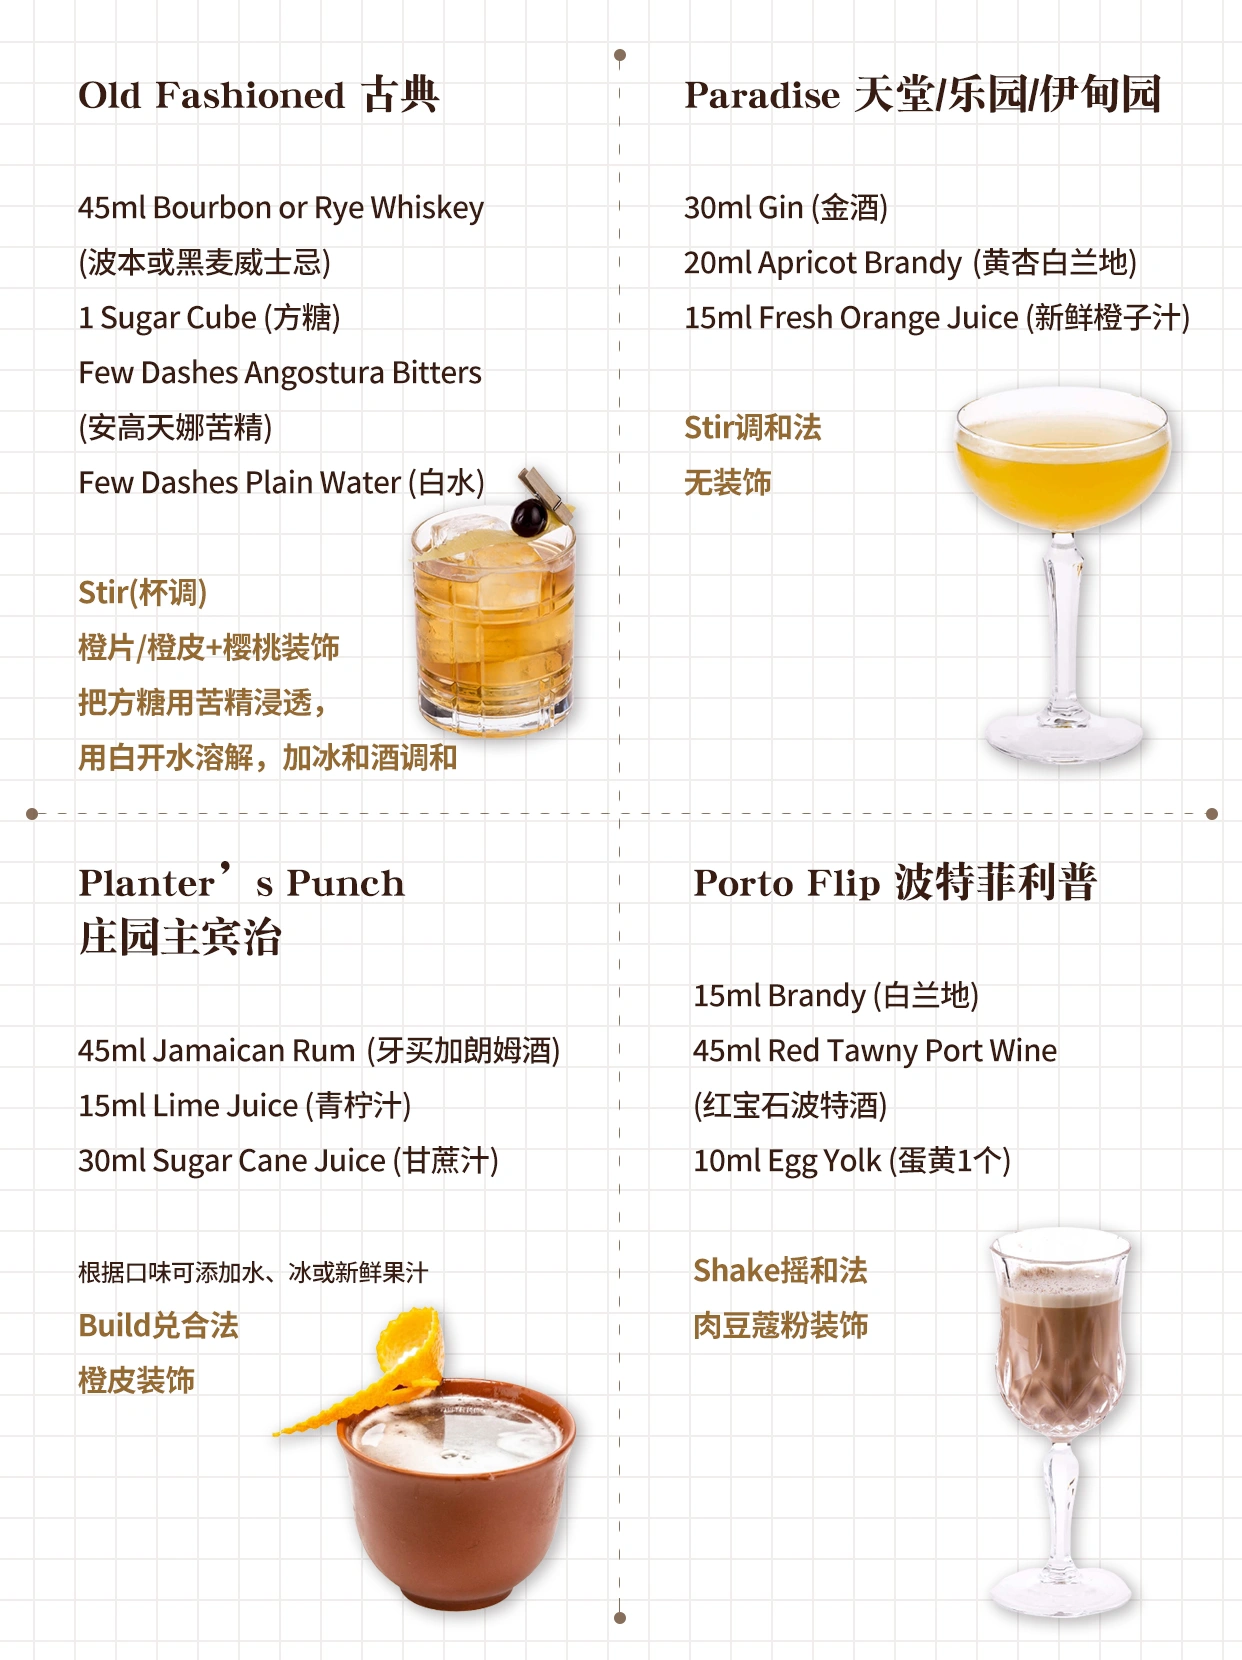 Old Fashioned 古典
45ml Bourbon or Rye Whiskey
(波本或黑麦威士忌)
1 Sugar Cube (方糖)
Few Dashes Angostura Bitters
(安高天娜苦精)
Few Dashes Plain Water (白水)
Stir(杯调)
橙片/橙皮+樱桃装饰
把方糖用苦精浸透，
用白开水溶解，加冰和酒调和
Paradise 天堂/乐园/伊甸园
30ml Gin (金酒)
20ml Apricot Brandy (黄杏白兰地)
15ml Fresh Orange Juice (新鲜橙子汁)
Stir调和法
无装饰
Planter’s Punch
庄园主宾治
45ml Jamaican Rum (牙买加朗姆酒)
15ml Lime Juice (青柠汁)
30ml Sugar Cane Juice (甘蔗汁)
根据口味可添加水、冰或新鲜果汁
Build兑合法
橙皮装饰
Porto Flip 波特菲利普
15ml Brandy (白兰地)
45ml Red Tawny Port Wine
(红宝石波特酒)
10ml Egg Yolk (蛋黄1个)
Shake摇和法
肉豆蔻粉装饰